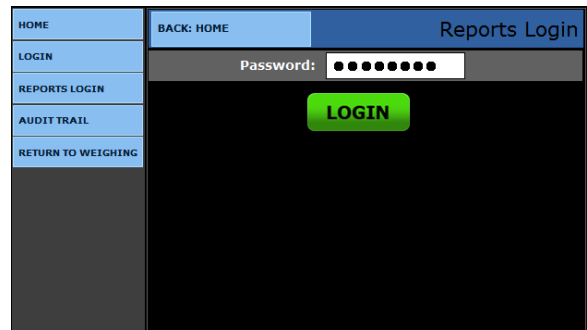 HOME
LOGIN
REPORTS LOGIN
AUDIT TRAIL
RETURN TO WEIGHING
BACK: HOME
Reports Login
Password:
LOGIN